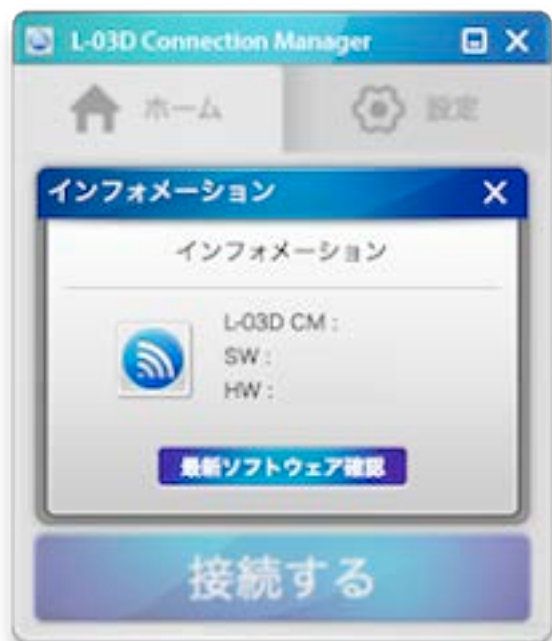 L-03D Connection Manager
ホーム 設定
インフォメーション
インフォメーション
L-03D CM :
SW :
HW :
最新ソフトウェア確認
接続する